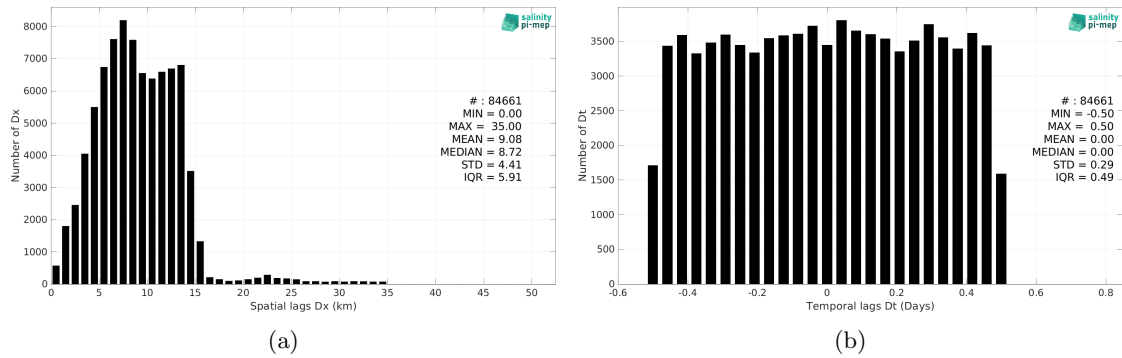 8000
7000
6000
5000
4000
3000
2000
1000
0
Number of Dx
0 5 10 15 20 25 30 35 40 45 50
Spatial lags Dx (km)
salinity
pi-mep
# : 84661
MIN = 0.00
MAX = 35.00
MEAN = 9.08
MEDIAN = 8.72
STD = 4.41
IQR = 5.91
(a)
3500
3000
2500
2000
1500
1000
500
0
Number of Dt
-0.6 -0.4 -0.2 0 0.2 0.4 0.6 0.8
Temporal lags Dt (Days)
salinity
pi-mep
# : 84661
MIN = -0.50
MAX = 0.50
MEAN = 0.00
MEDIAN = 0.00
STD = 0.29
IQR = 0.49
(b)